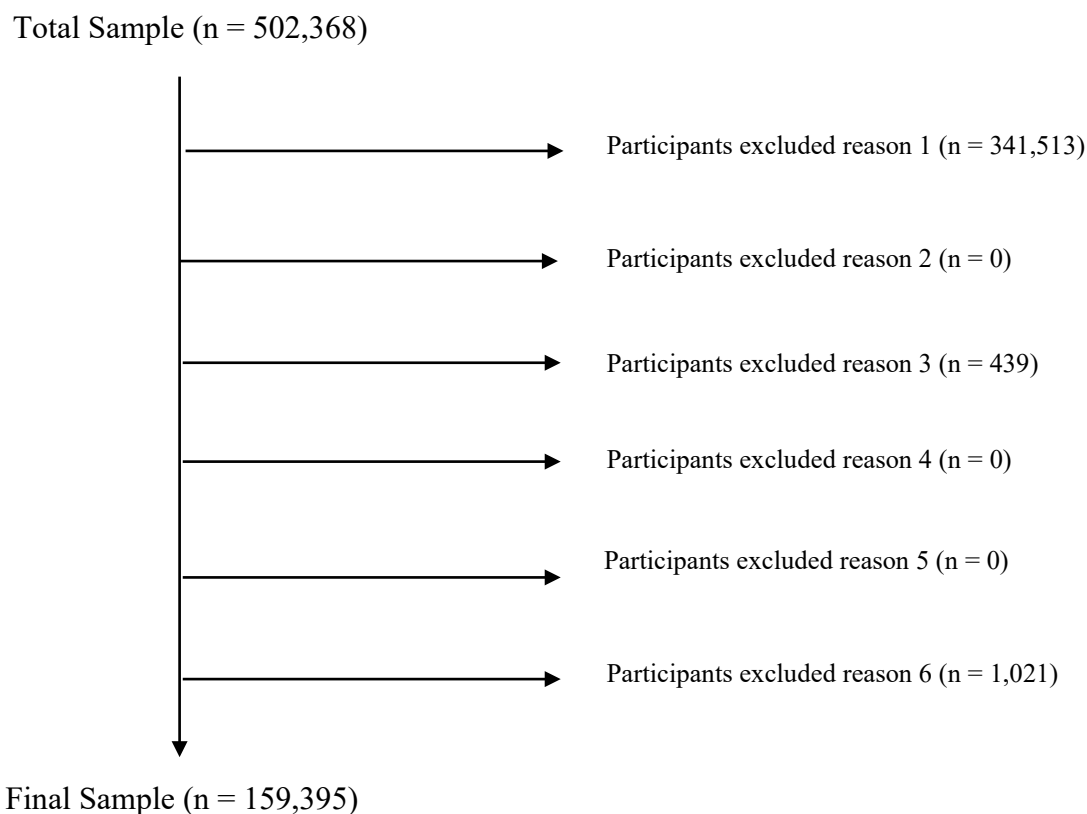 Total Sample (n = 502,368)
Participants excluded reason 1 (n = 341,513)
Participants excluded reason 2 (n = 0)
Participants excluded reason 3 (n = 439)
Participants excluded reason 4 (n = 0)
Participants excluded reason 5 (n = 0)
Participants excluded reason 6 (n = 1,021)
Final Sample (n = 159,395)